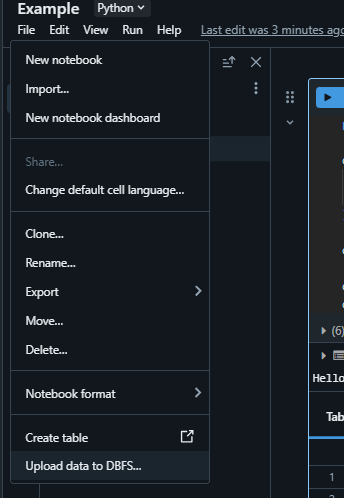 Example Python
File Edit View Run Help Last edit was 3 minutes ago
New notebook
Import...
New notebook dashboard
Share...
Change default cell language...
Clone...
Rename...
Export
Move...
Delete...
Notebook format
(6)
Hello
Create table
Tab
Upload data to DBFS...
1